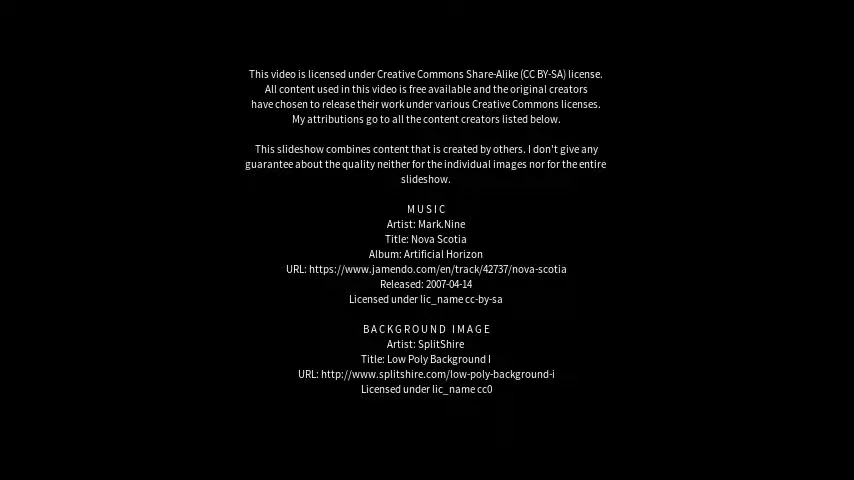 This video is licensed under Creative Commons Share-Alike (CC BY-SA) license.
All content used in this video is free available and the original creators
have chosen to release their work under various Creative Commons licenses.
My attributions go to all the content creators listed below.
This slideshow combines content that is created by others. I don't give any
guarantee about the quality neither for the individual images nor for the entire
slideshow.
MUSIC
Artist: Mark.Nine
Title: Nova Scotia
Album: Artificial Horizon
URL: https://www.jamendo.com/en/track/42737/nova-scotia
Released: 2007-04-14
Licensed under lic_name cc-by-sa
BACKGROUND IMAGE
Artist: SplitShire
Title: Low Poly Background I
URL: http://www.splitshire.com/low-poly-background-i
Licensed under lic_name cc0